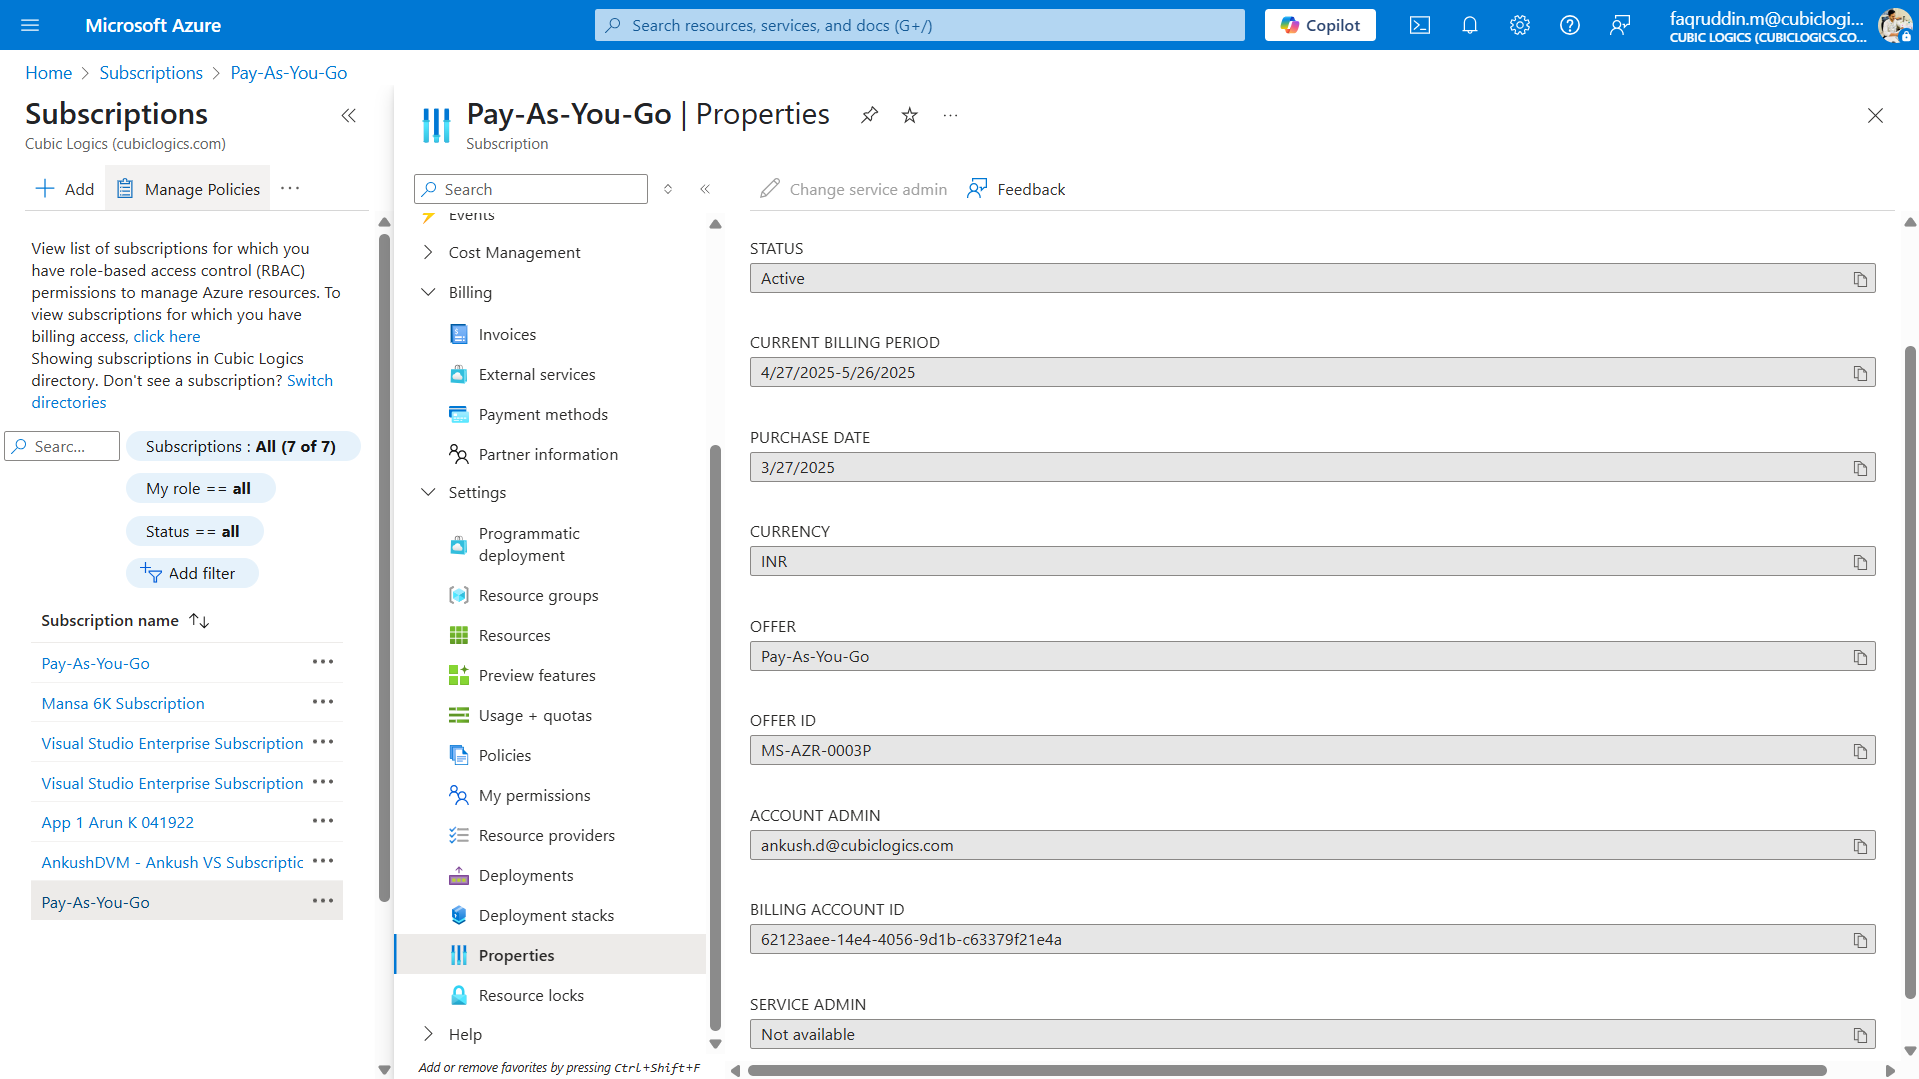 Microsoft Azure
Search resources, services, and docs (G+/)
Copilot
faqruddin.m@cubiclogi...
CUBIC LOGICS (CUBICLOGICS.CO...
Home > Subscriptions > Pay-As-You-Go
Subscriptions
Cubic Logics (cubiclogics.com)
Add
Manage Policies
View list of subscriptions for which you
have role-based access control (RBAC)
permissions to manage Azure resources. To
view subscriptions for which you have
billing access, click here
Showing subscriptions in Cubic Logics
directory. Don't see a subscription? Switch
directories
Searc...
Subscriptions : All (7 of 7)
My role == all
Status == all
Add filter
Subscription name
Pay-As-You-Go
Mansa 6K Subscription
Visual Studio Enterprise Subscription
Visual Studio Enterprise Subscription
App 1 Arun K 041922
AnkushDVM - Ankush VS Subscriptic
Pay-As-You-Go
Pay-As-You-Go | Properties
Subscription
Search
Events
Cost Management
Billing
Invoices
External services
Payment methods
Partner information
Settings
Programmatic
deployment
Resource groups
Resources
Preview features
Usage + quotas
Policies
My permissions
Resource providers
Deployments
Deployment stacks
Properties
Resource locks
Help
Add or remove favorites by pressing Ctrl+Shift+F
Change service admin
Feedback
STATUS
Active
CURRENT BILLING PERIOD
4/27/2025-5/26/2025
PURCHASE DATE
3/27/2025
CURRENCY
INR
OFFER
Pay-As-You-Go
OFFER ID
MS-AZR-0003P
ACCOUNT ADMIN
ankush.d@cubiclogics.com
BILLING ACCOUNT ID
62123aee-14e4-4056-9d1b-c63379f21e4a
SERVICE ADMIN
Not available